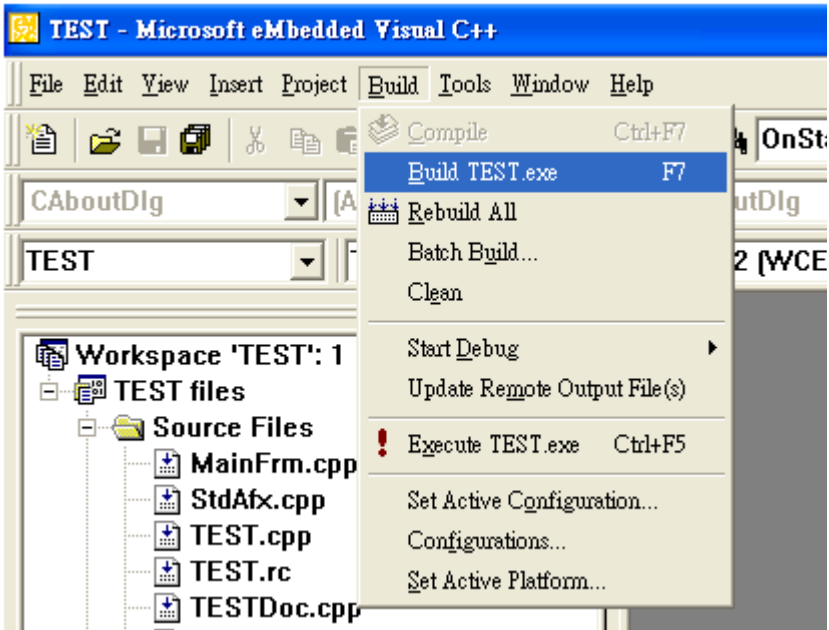 TEST - Microsoft eMbedded Visual C++
File Edit View Insert Project Build Tools Window Help
OnSta
CAboutDlg (A utDlg
TEST 2 (WCE
Compile Ctrl+F7
Build TEST.exe F7
Rebuild All
Batch Build...
Clean
Start Debug
Update Remote Output File(s)
Execute TEST.exe Ctrl+F5
Set Active Configuration...
Configurations...
Set Active Platform...
Workspace 'TEST': 1
TEST files
Source Files
MainFrm.cpp
StdAfx.cpp
TEST.cpp
TEST.rc
TESTDoc.cpp